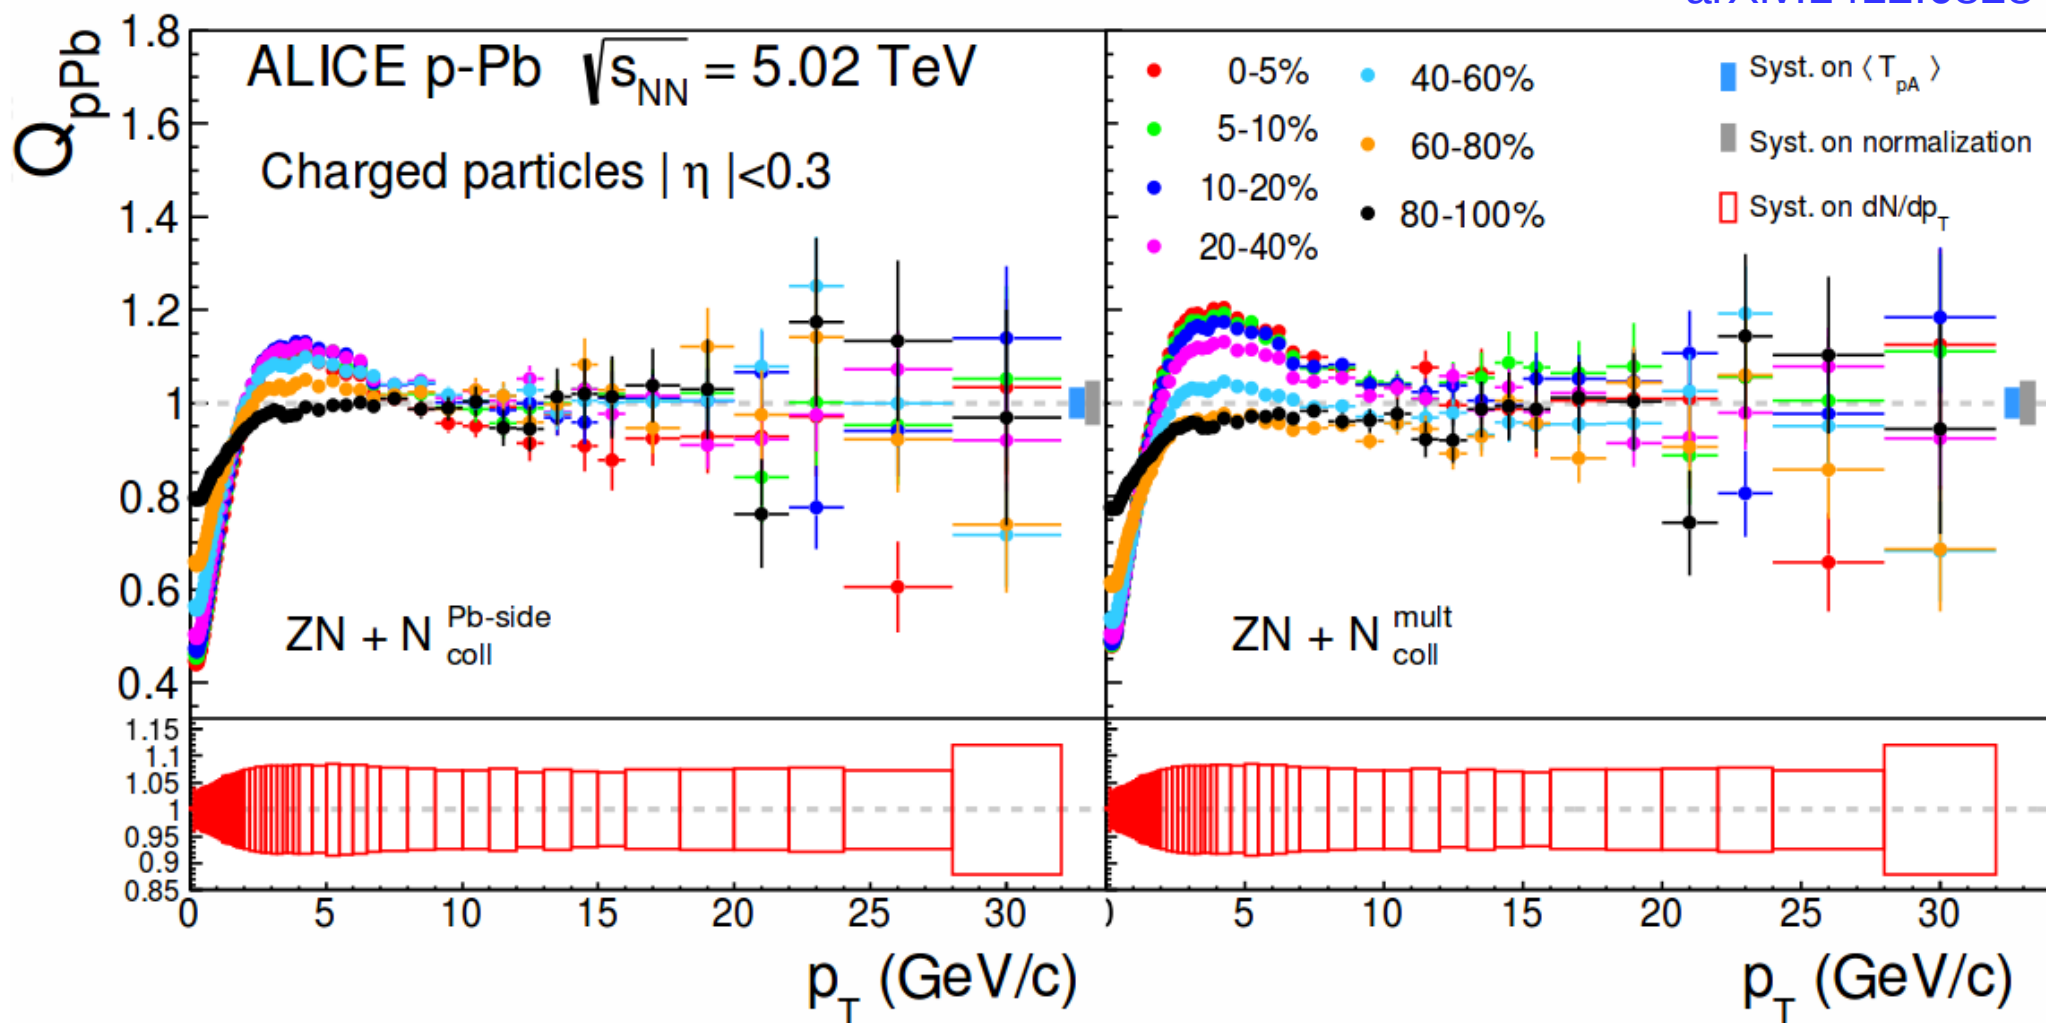 ALICE p-Pb √s_NN = 5.02 TeV
Charged particles | η |<0.3
Q_pPb
1.8
1.6
1.4
1.2
1
0.8
0.6
0.4
ZN + N_coll^Pb-side
0-5%
5-10%
10-20%
20-40%
40-60%
60-80%
80-100%
Syst. on ⟨ T_pA ⟩
Syst. on normalization
Syst. on dN/dp_T
ZN + N_coll^mult
1.15
1.1
1.05
1
0.95
0.9
0.85
0 5 10 15 20 25 30
5 10 15 20 25 30
p_T (GeV/c)
p_T (GeV/c)